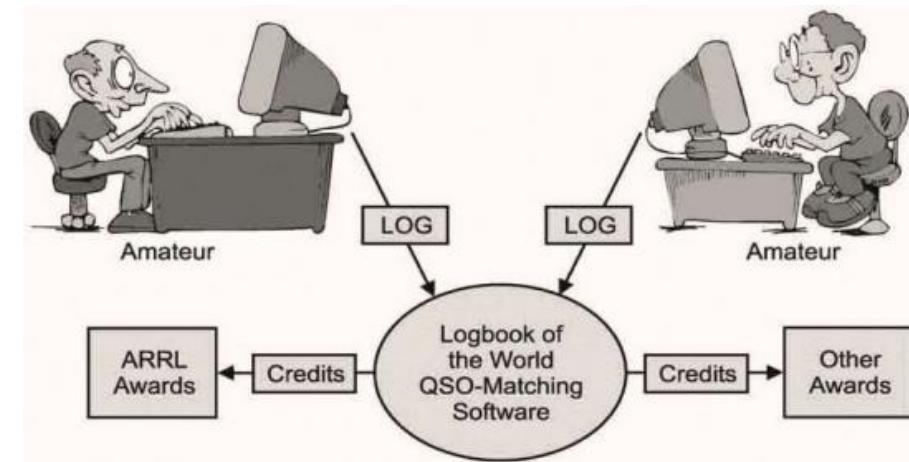 Amateur
Amateur
LOG
LOG
Logbook of
the World
QSO-Matching
Software
ARRL
Awards
Credits
Credits
Other
Awards